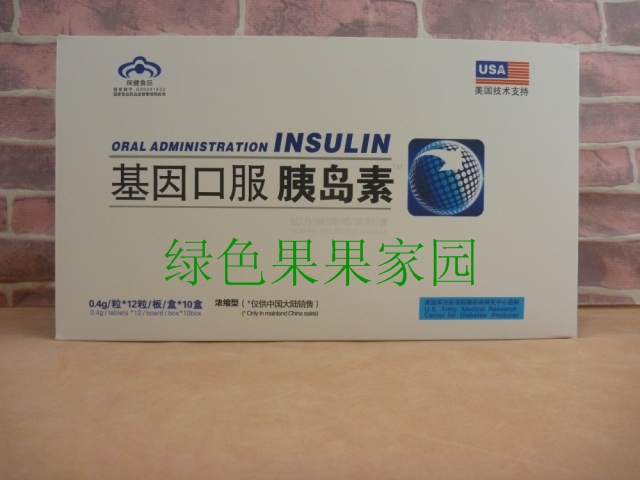 保健食品
USA
美国技术支持
ORAL ADMINISTRATION INSULIN
基因口服 胰岛素 TM
绿色果果家园
0.4g/粒*12粒/板/盒*10盒
0.4g / tablets *12 / board / box*10box
浓缩型 (*仅供中国大陆销售)
(* Only in mainland China sales)
U.S. Army Medical Research
Center for Diabetes Producer